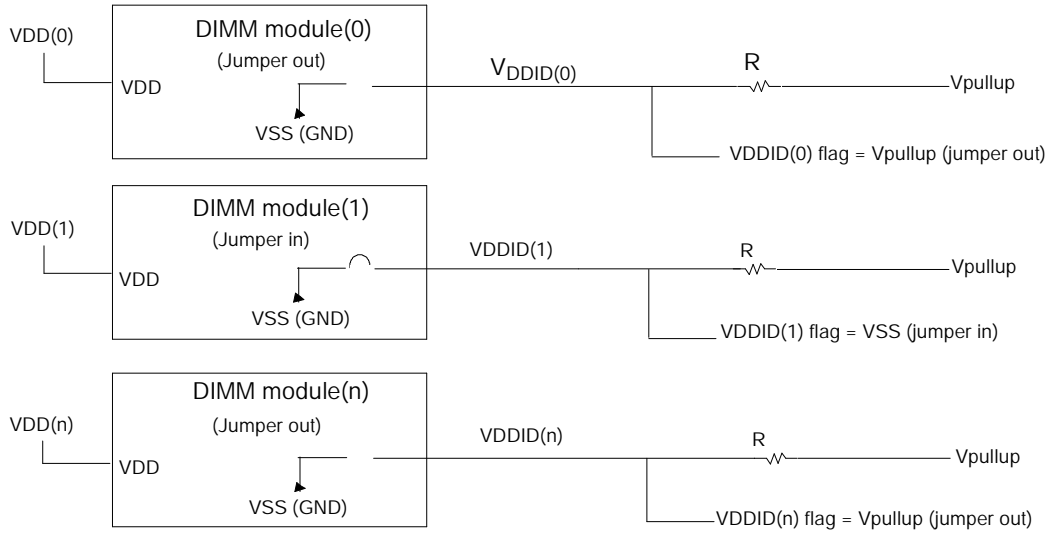 DIMM module(0)
VDD(0)
(Jumper out)
VDDID(0)
R
VDD
Vpullup
VSS (GND)
VDDID(0) flag = Vpullup (jumper out)
DIMM module(1)
VDD(1)
(Jumper in)
VDDID(1)
R
VDD
Vpullup
VSS (GND)
VDDID(1) flag = VSS (jumper in)
DIMM module(n)
VDD(n)
(Jumper out)
VDDID(n)
R
VDD
Vpullup
VSS (GND)
VDDID(n) flag = Vpullup (jumper out)